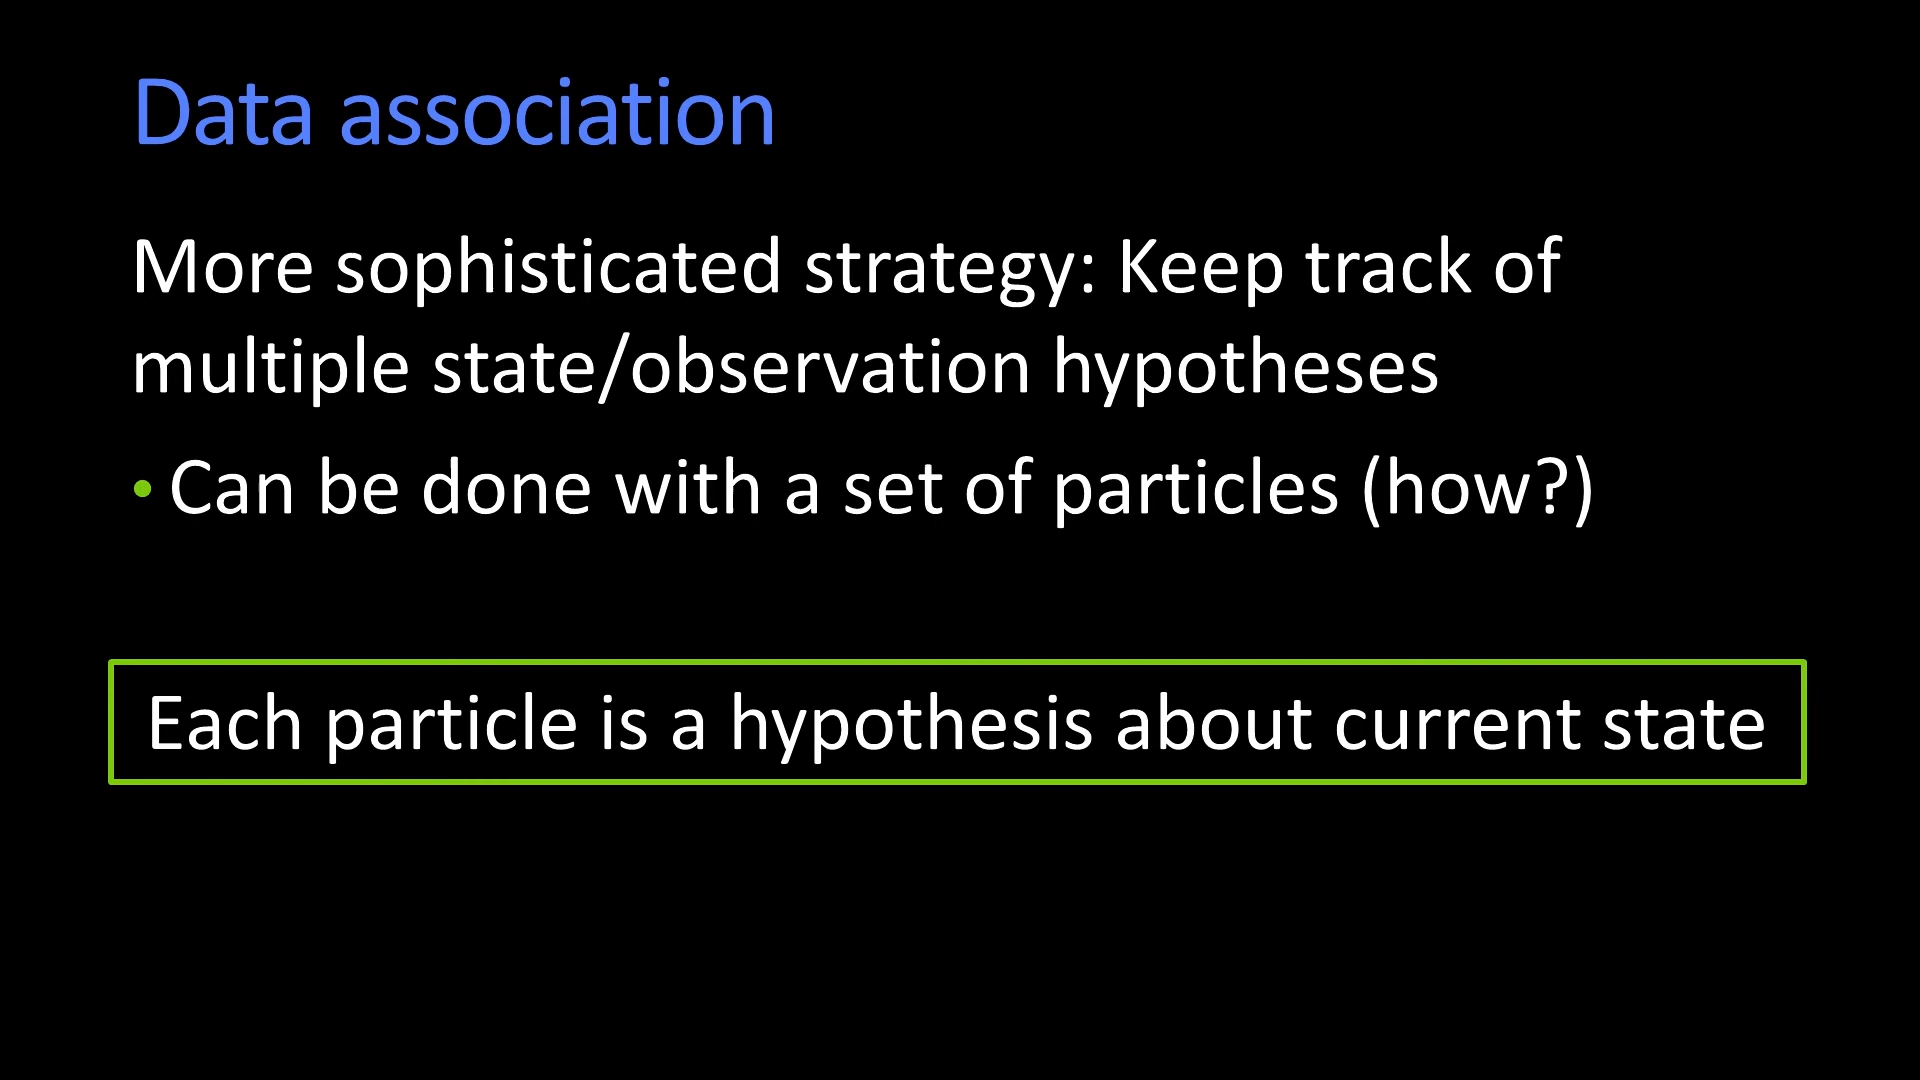 Data association
More sophisticated strategy: Keep track of
multiple state/observation hypotheses
• Can be done with a set of particles (how?)
Each particle is a hypothesis about current state